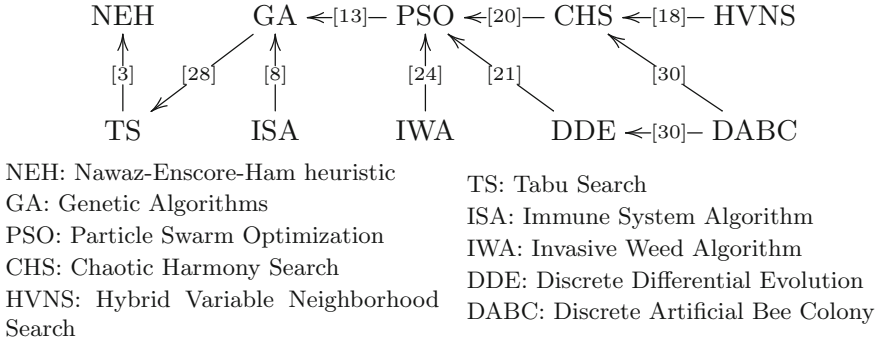 NEH GA [13] PSO [20] CHS [18] HVNS
[3] [28] [8] [24] [21] [30]
TS ISA IWA DDE [30] DABC
NEH: Nawaz-Enscore-Ham heuristic
GA: Genetic Algorithms
PSO: Particle Swarm Optimization
CHS: Chaotic Harmony Search
HVNS: Hybrid Variable Neighborhood
Search
TS: Tabu Search
ISA: Immune System Algorithm
IWA: Invasive Weed Algorithm
DDE: Discrete Differential Evolution
DABC: Discrete Artificial Bee Colony